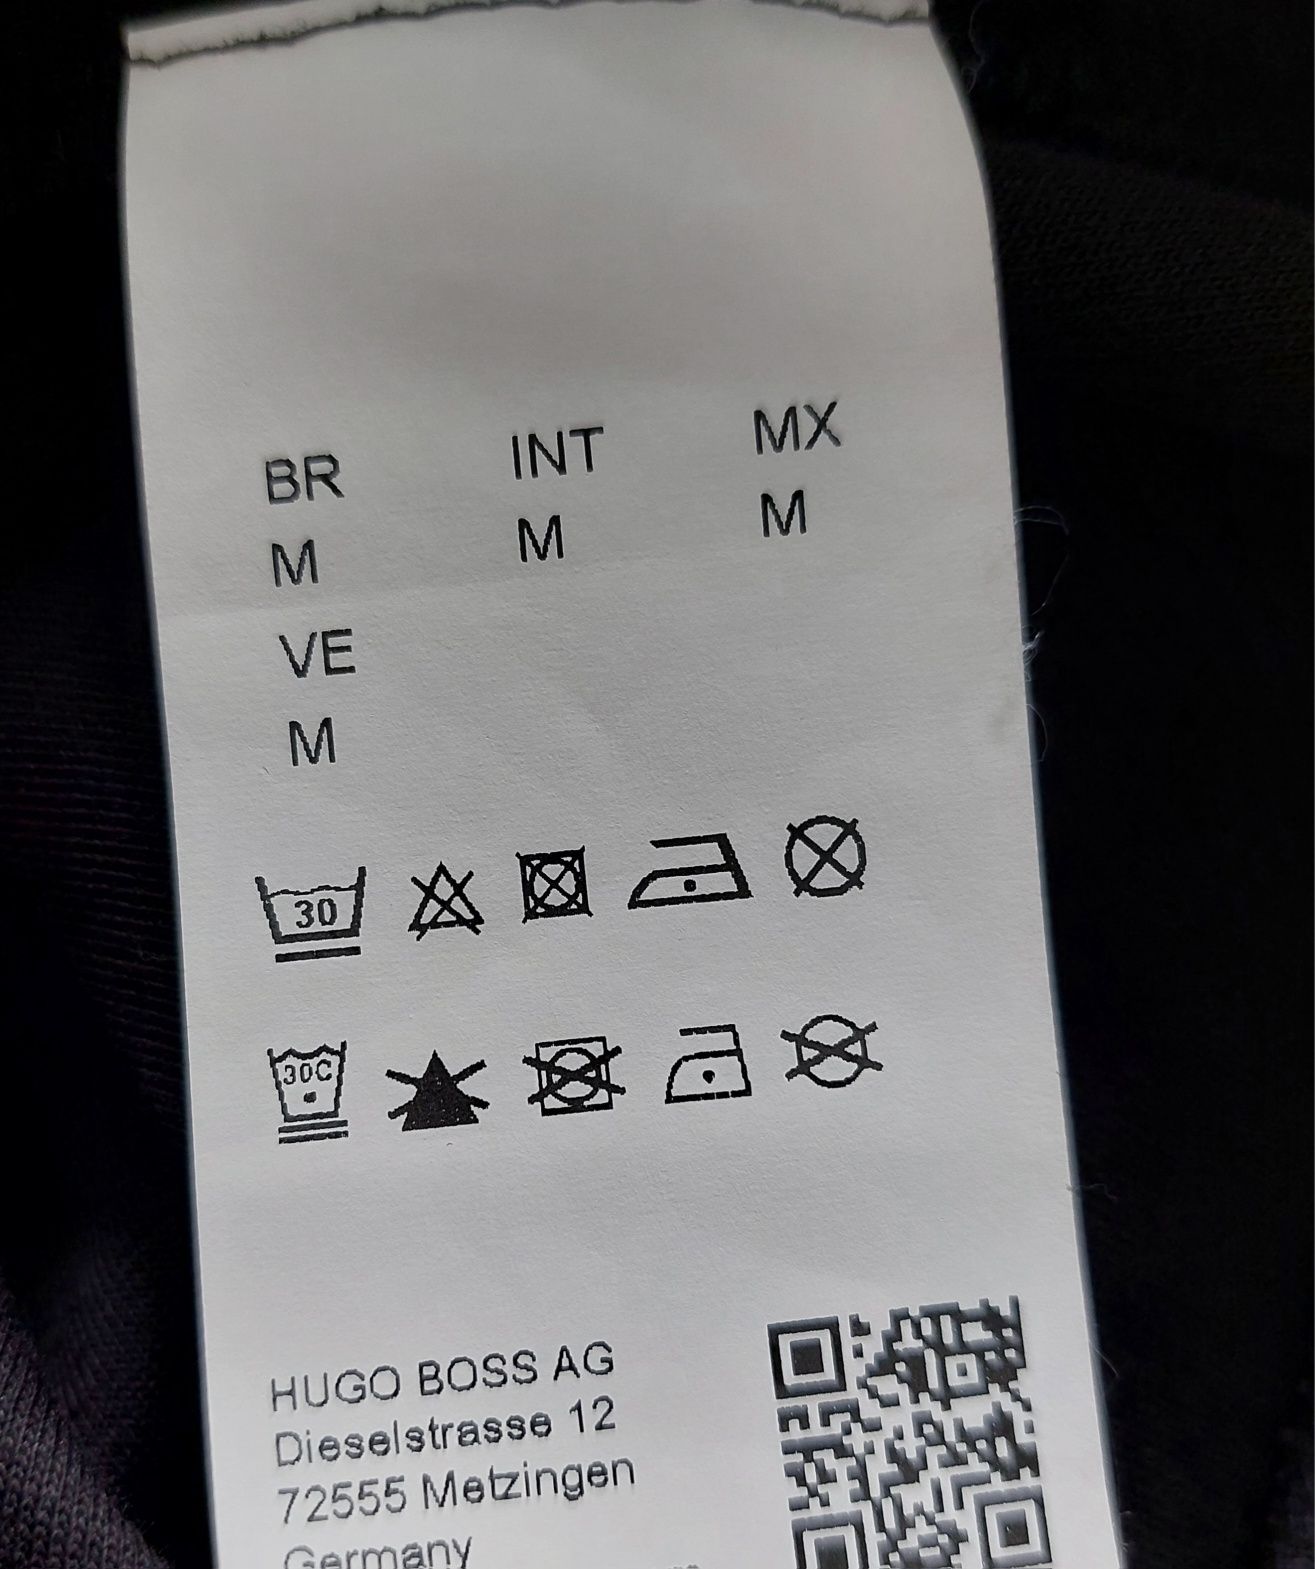 BR INT MX
M M M
VE
M
30
30C
HUGO BOSS AG
Dieselstrasse 12
72555 Metzingen
Germany